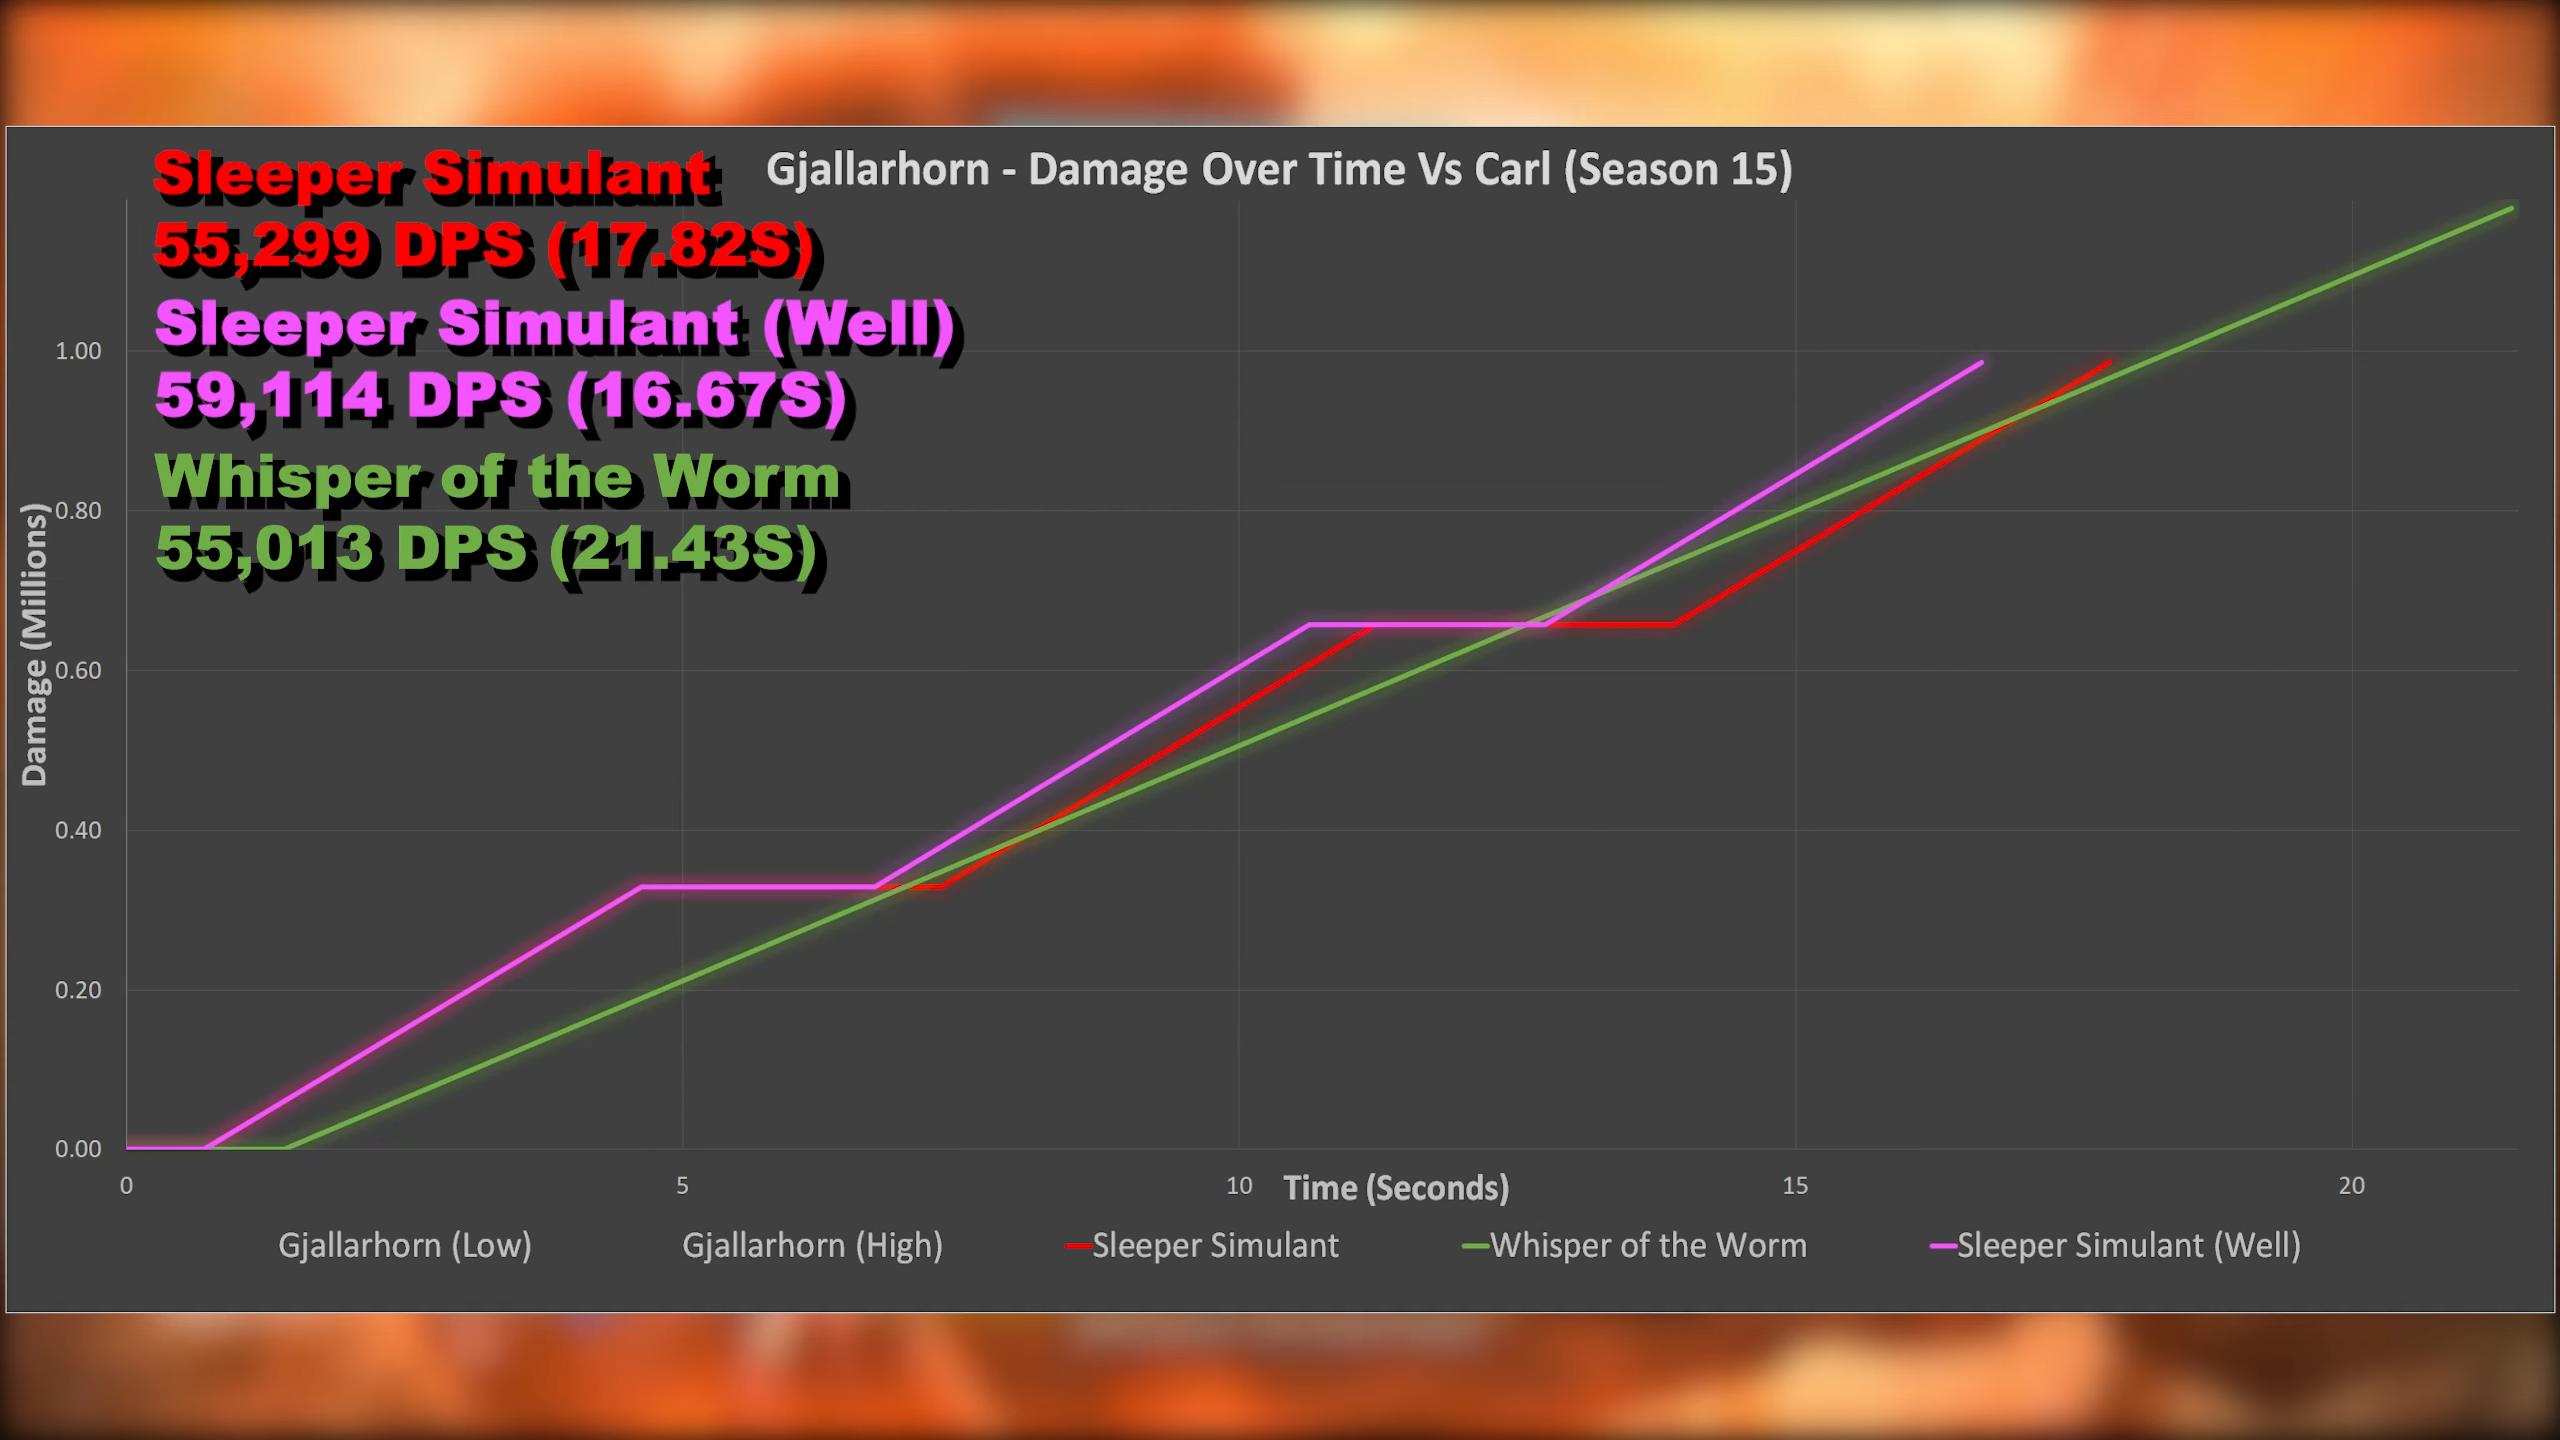 Gjallarhorn - Damage Over Time Vs Carl (Season 15)
Sleeper Simulant
55,299 DPS (17.82S)
Sleeper Simulant (Well)
59,114 DPS (16.67S)
Whisper of the Worm
55,013 DPS (21.43S)
Damage (Millions)
1.00
0.80
0.60
0.40
0.20
0.00
0
5
10
15
20
Time (Seconds)
Gjallarhorn (Low)
Gjallarhorn (High)
Sleeper Simulant
Whisper of the Worm
Sleeper Simulant (Well)